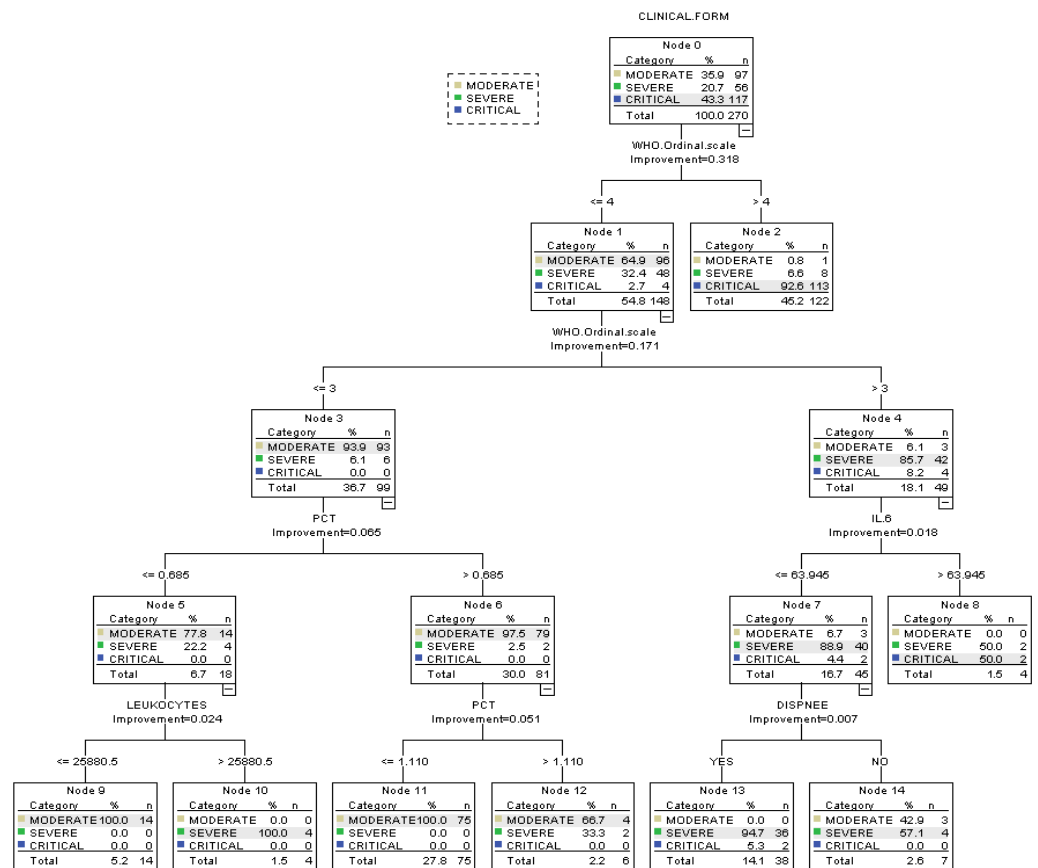 CLINICAL.FORM
Node 0
Category % n
MODERATE 35.9 97
SEVERE 20.7 56
CRITICAL 43.3 117
Total 100.0 270
MODERATE
SEVERE
CRITICAL
WHO.Ordinal.scale
Improvement=0.318
<= 4
> 4
Node 1
Category % n
MODERATE 64.9 96
SEVERE 32.4 48
CRITICAL 2.7 4
Total 54.8 148
Node 2
Category % n
MODERATE 0.8 1
SEVERE 6.6 8
CRITICAL 92.6 113
Total 45.2 122
WHO.Ordinal.scale
Improvement=0.171
<= 3
> 3
Node 3
Category % n
MODERATE 93.9 93
SEVERE 6.1 6
CRITICAL 0.0 0
Total 36.7 99
Node 4
Category % n
MODERATE 6.1 3
SEVERE 85.7 42
CRITICAL 8.2 4
Total 18.1 49
PCT
Improvement=0.065
IL.6
Improvement=0.018
<= 0.685
> 0.685
<= 63.945
> 63.945
Node 5
Category % n
MODERATE 77.8 14
SEVERE 22.2 4
CRITICAL 0.0 0
Total 6.7 18
Node 6
Category % n
MODERATE 97.5 79
SEVERE 2.5 2
CRITICAL 0.0 0
Total 30.0 81
Node 7
Category % n
MODERATE 6.7 3
SEVERE 88.9 40
CRITICAL 4.4 2
Total 16.7 45
Node 8
Category % n
MODERATE 0.0 0
SEVERE 50.0 2
CRITICAL 50.0 2
Total 1.5 4
LEUKOCYTES
Improvement=0.024
PCT
Improvement=0.051
DISPNEE
Improvement=0.007
<= 25880.5
> 25880.5
<= 1.110
> 1.110
YES
NO
Node 9
Category % n
MODERATE 100.0 14
SEVERE 0.0 0
CRITICAL 0.0 0
Total 5.2 14
Node 10
Category % n
MODERATE 0.0 0
SEVERE 100.0 4
CRITICAL 0.0 0
Total 1.5 4
Node 11
Category % n
MODERATE 100.0 75
SEVERE 0.0 0
CRITICAL 0.0 0
Total 27.8 75
Node 12
Category % n
MODERATE 66.7 4
SEVERE 33.3 2
CRITICAL 0.0 0
Total 2.2 6
Node 13
Category % n
MODERATE 0.0 0
SEVERE 94.7 36
CRITICAL 5.3 2
Total 14.1 38
Node 14
Category % n
MODERATE 42.9 3
SEVERE 57.1 4
CRITICAL 0.0 0
Total 2.6 7